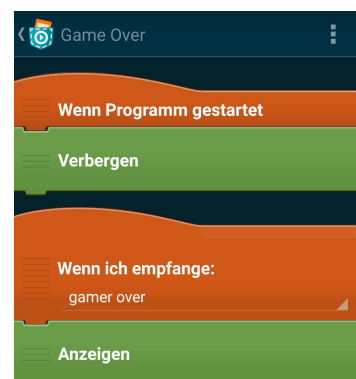 Game Over
Wenn Programm gestartet
Verbergen
Wenn ich empfange:
gamer over
Anzeigen